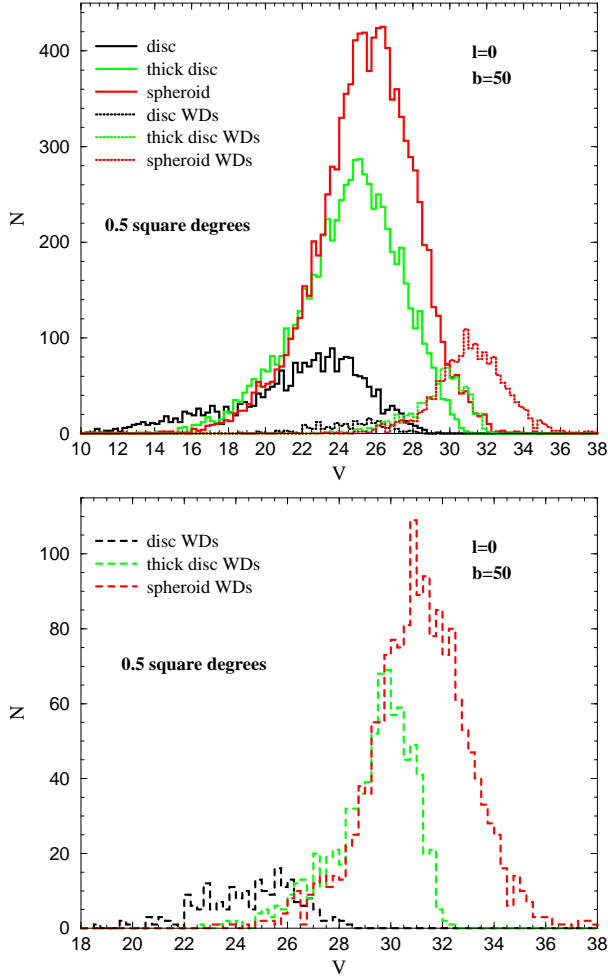 400
300
N
200
100
0
disc
thick disc
spheroid
disc WDs
thick disc WDs
spheroid WDs
l=0
b=50
0.5 square degrees
10 12 14 16 18 20 22 24 26 28 30 32 34 36 38
V
100
80
60
N
40
20
0
disc WDs
thick disc WDs
spheroid WDs
l=0
b=50
0.5 square degrees
18 20 22 24 26 28 30 32 34 36 38
V